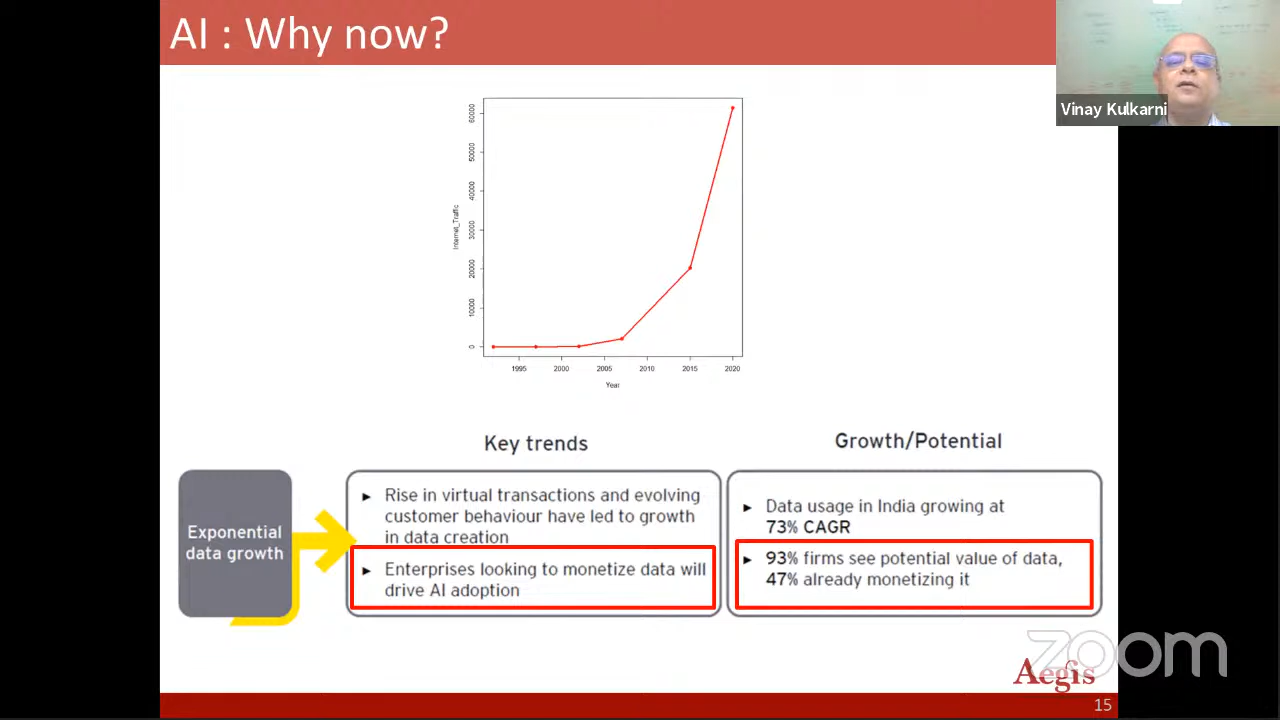 AI : Why now?
Vinay Kulkarni
60000
50000
40000
30000
20000
10000
0
Internet_Traffic
1995 2000 2005 2010 2015 2020
Year
Key trends
Growth/Potential
Exponential
data growth
► Rise in virtual transactions and evolving
customer behaviour have led to growth
in data creation
► Enterprises looking to monetize data will
drive AI adoption
► Data usage in India growing at
73% CAGR
► 93% firms see potential value of data,
47% already monetizing it
zoom
Aegis
15